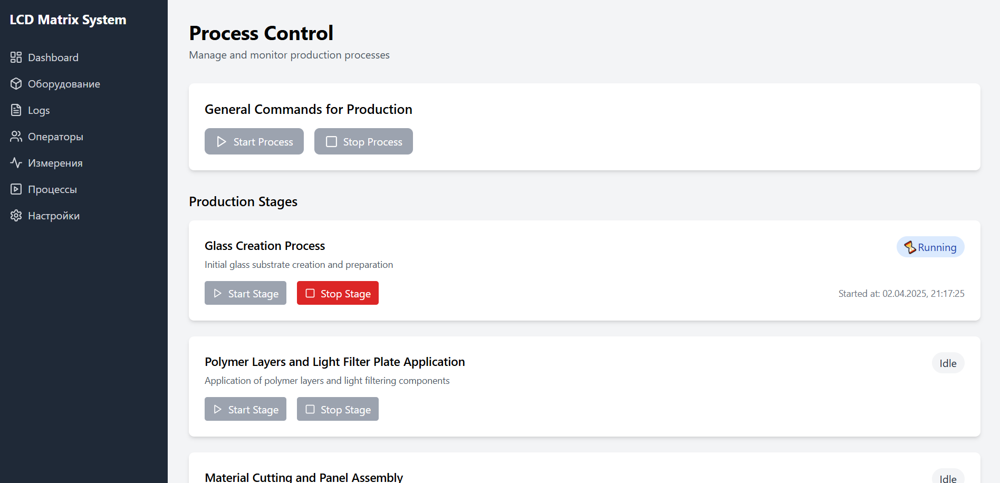 LCD Matrix System
Dashboard
Оборудование
Logs
Операторы
Измерения
Процессы
Настройки
Process Control
Manage and monitor production processes
General Commands for Production
Start Process
Stop Process
Production Stages
Glass Creation Process
Running
Initial glass substrate creation and preparation
Start Stage
Stop Stage
Started at: 02.04.2025, 21:17:25
Polymer Layers and Light Filter Plate Application
Idle
Application of polymer layers and light filtering components
Start Stage
Stop Stage
Material Cutting and Panel Assembly
Idle